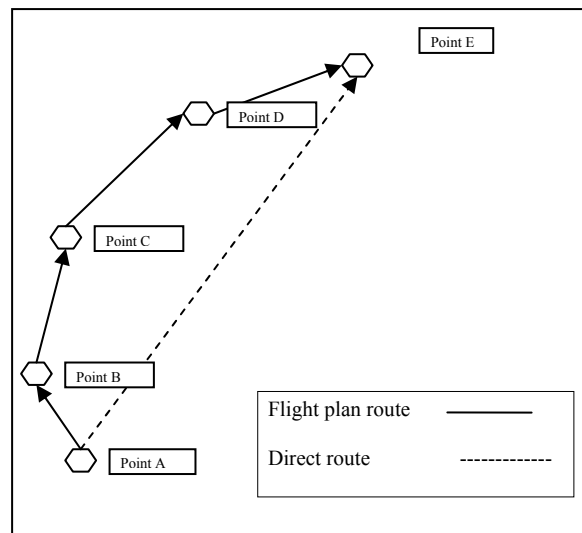 Point E
Point D
Point C
Point B
Point A
Flight plan route
Direct route